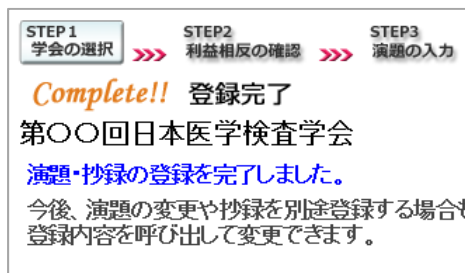 STEP1 STEP2 STEP3
学会の選択 >>> 利益相反の確認 >>> 演題の入力
Complete!! 登録完了
第〇〇回日本医学検査学会
演題・抄録の登録を完了しました。
今後、演題の変更や抄録を別途登録する場合も
登録内容を呼び出して変更できます。